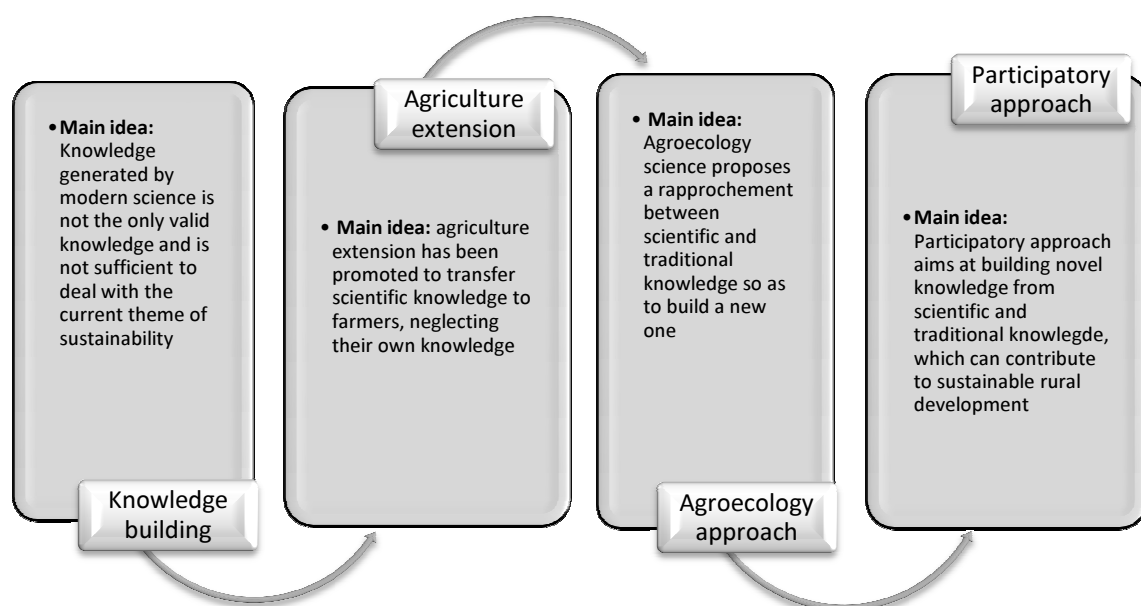 •Main idea:
Knowledge
generated by
modern science is
not the only valid
knowledge and is
not sufficient to
deal with the
current theme of
sustainability
Knowledge
building
Agriculture
extension
• Main idea: agriculture
extension has been
promoted to transfer
scientific knowledge to
farmers, neglecting
their own knowledge
• Main idea:
Agroecology
science proposes
a rapprochement
between
scientific and
traditional
knowledge so as
to build a new
one
Agroecology
approach
Participatory
approach
•Main idea:
Participatory approach
aims at building novel
knowledge from
scientific and
traditional knowlegde,
which can contribute
to sustainable rural
development